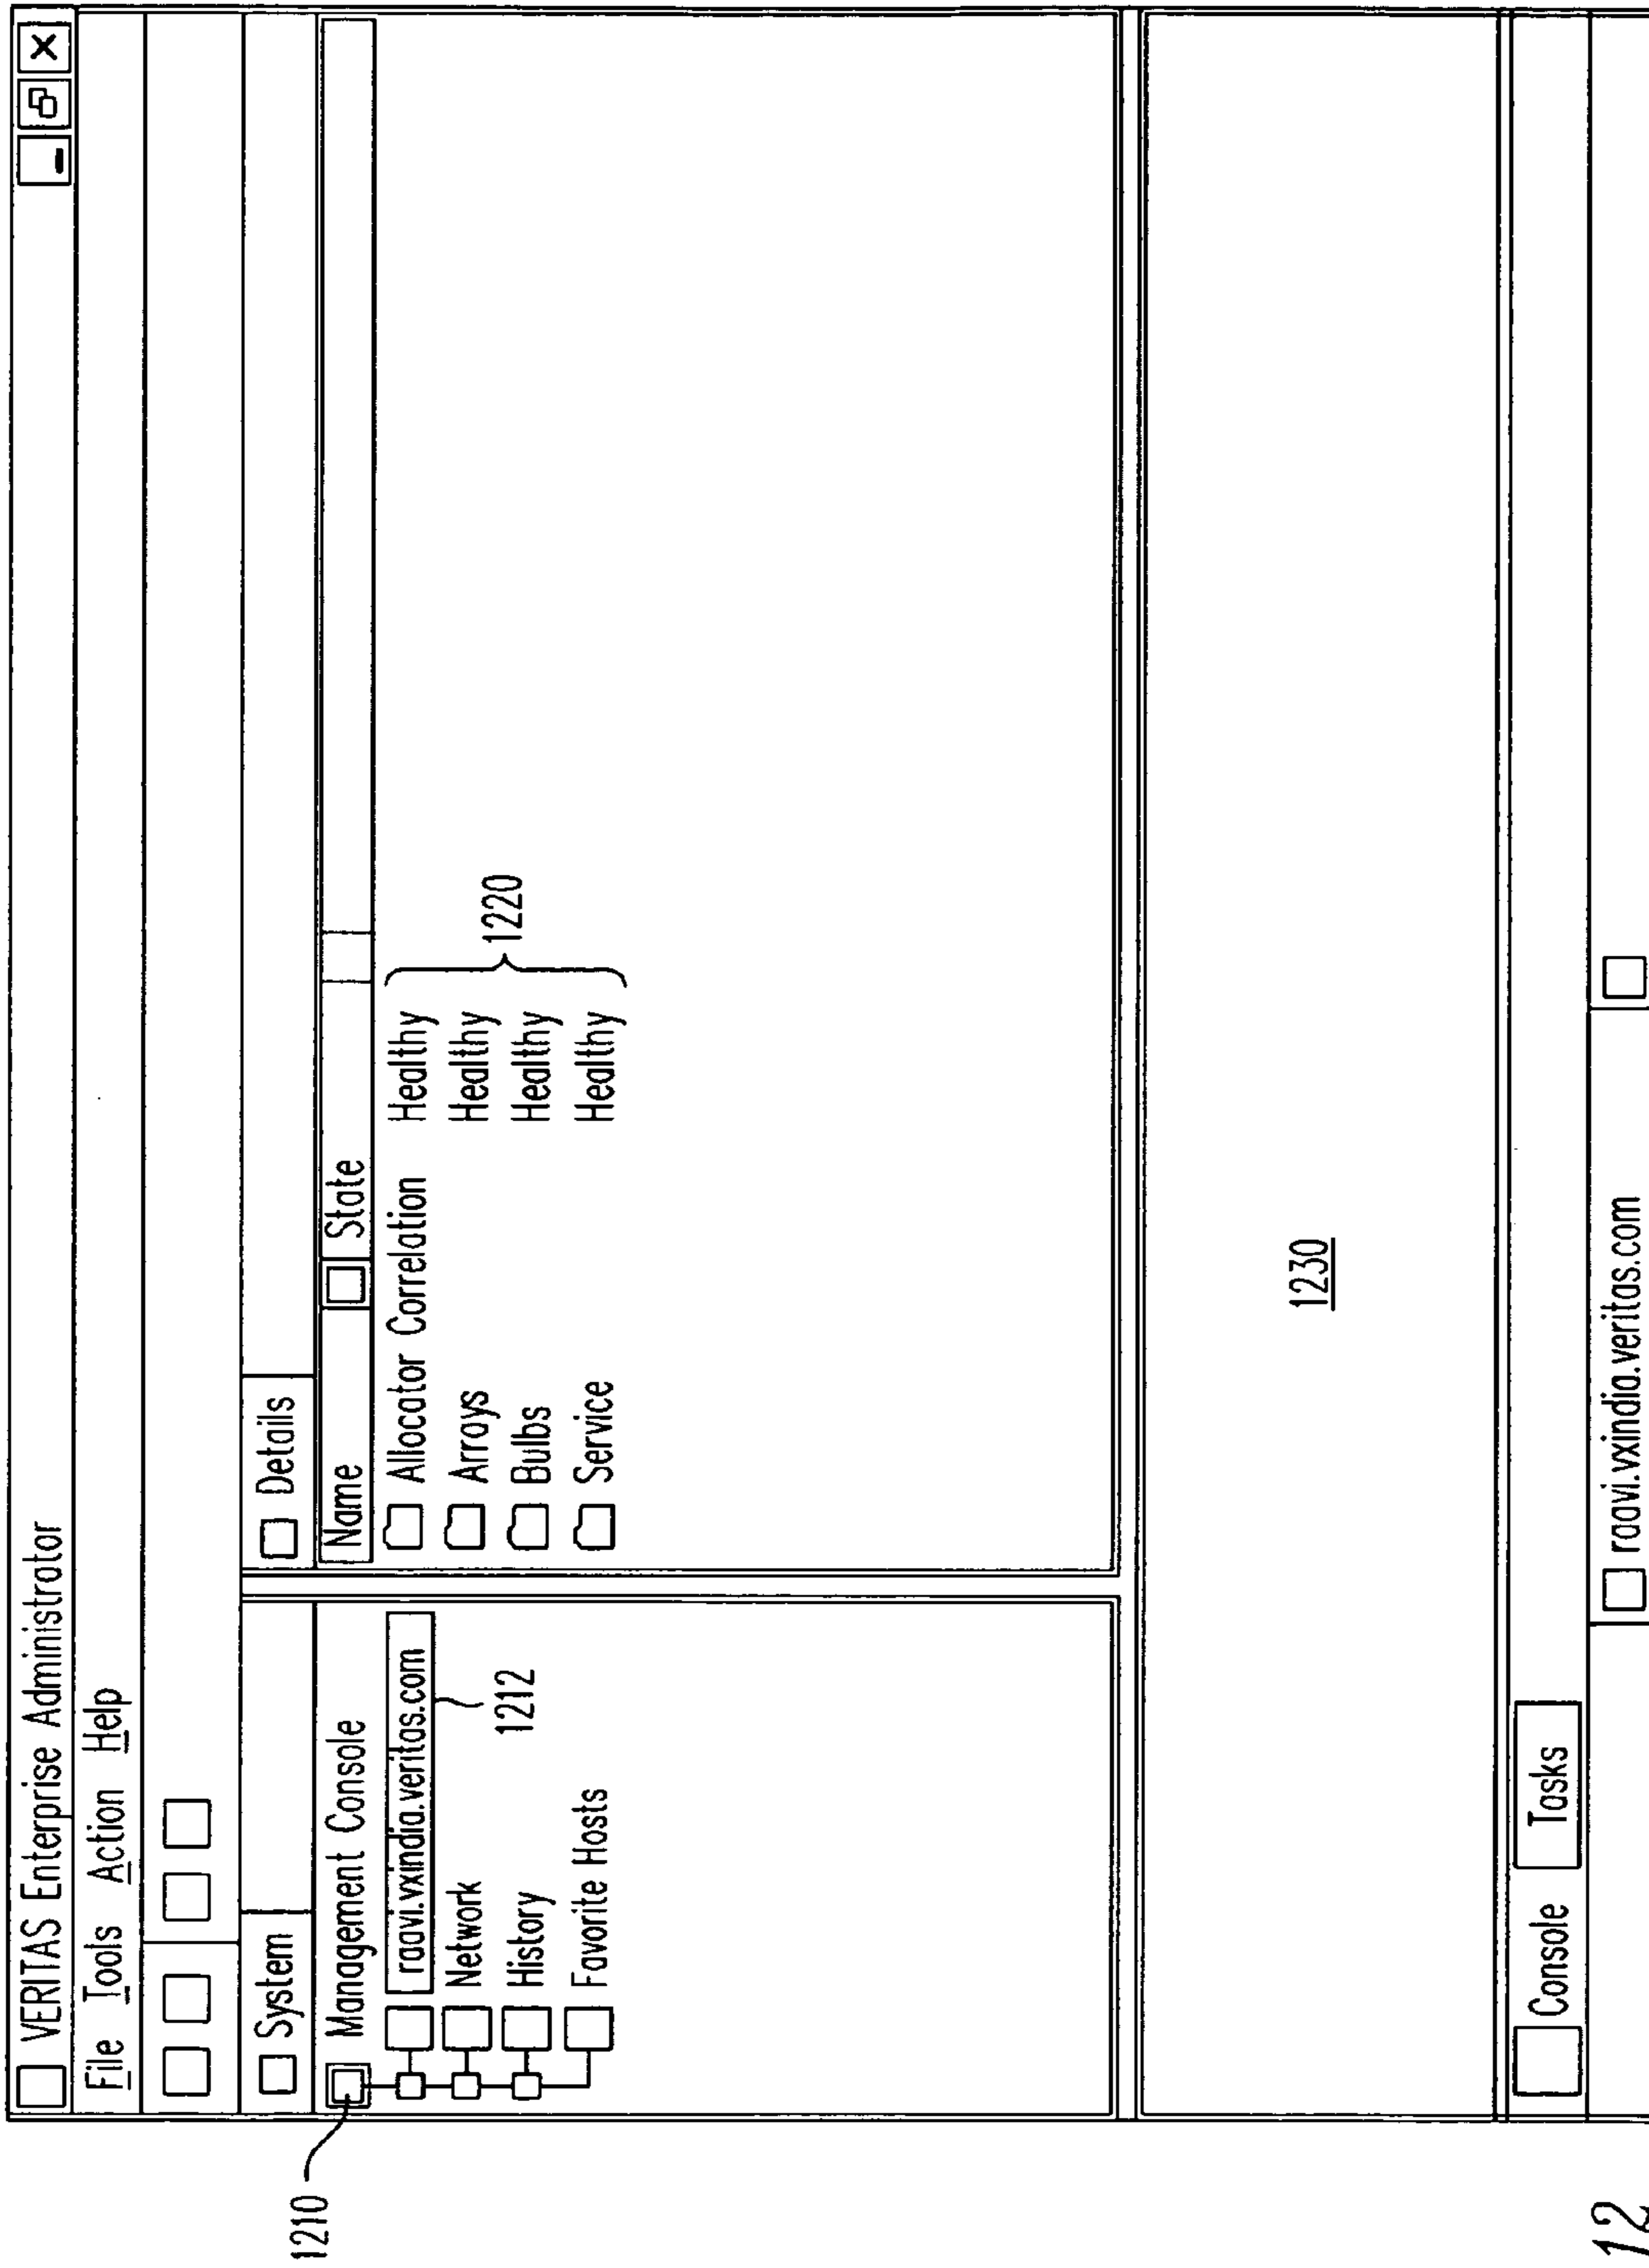 VERITAS Enterprise Administrator
File Tools Action Help
System
Details
1210
Management Console
Name
State
raavi.vxindia.veritas.com
Allocator Correlation Healthy
Network
1212
Arrays Healthy
1220
History
Bulbs Healthy
Favorite Hosts
Service Healthy
1230
Console Tasks
raavi.vxindia.veritas.com
12